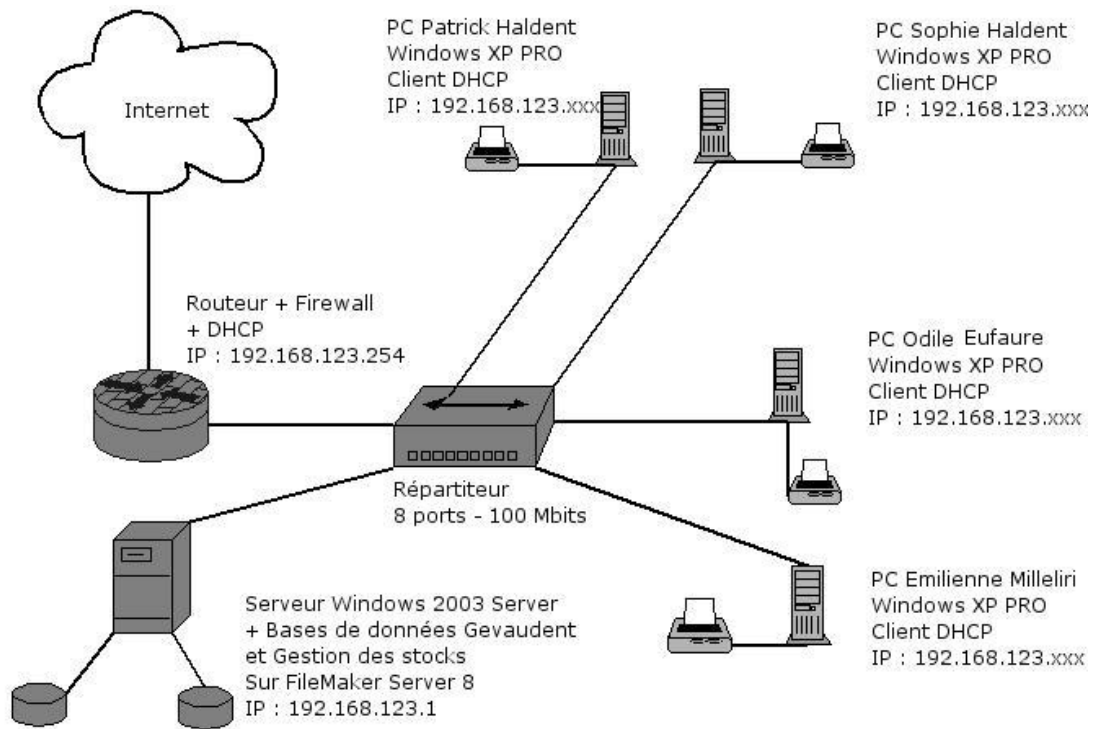 Internet
PC Patrick Haldent
Windows XP PRO
Client DHCP
IP : 192.168.123.xxx
PC Sophie Haldent
Windows XP PRO
Client DHCP
IP : 192.168.123.xxx
Routeur + Firewall
+ DHCP
IP : 192.168.123.254
PC Odile Eufaure
Windows XP PRO
Client DHCP
IP : 192.168.123.xxx
Répartiteur
8 ports - 100 Mbits
Serveur Windows 2003 Server
+ Bases de données Gevaudent
et Gestion des stocks
Sur FileMaker Server 8
IP : 192.168.123.1
PC Emilienne Milleliri
Windows XP PRO
Client DHCP
IP : 192.168.123.xxx